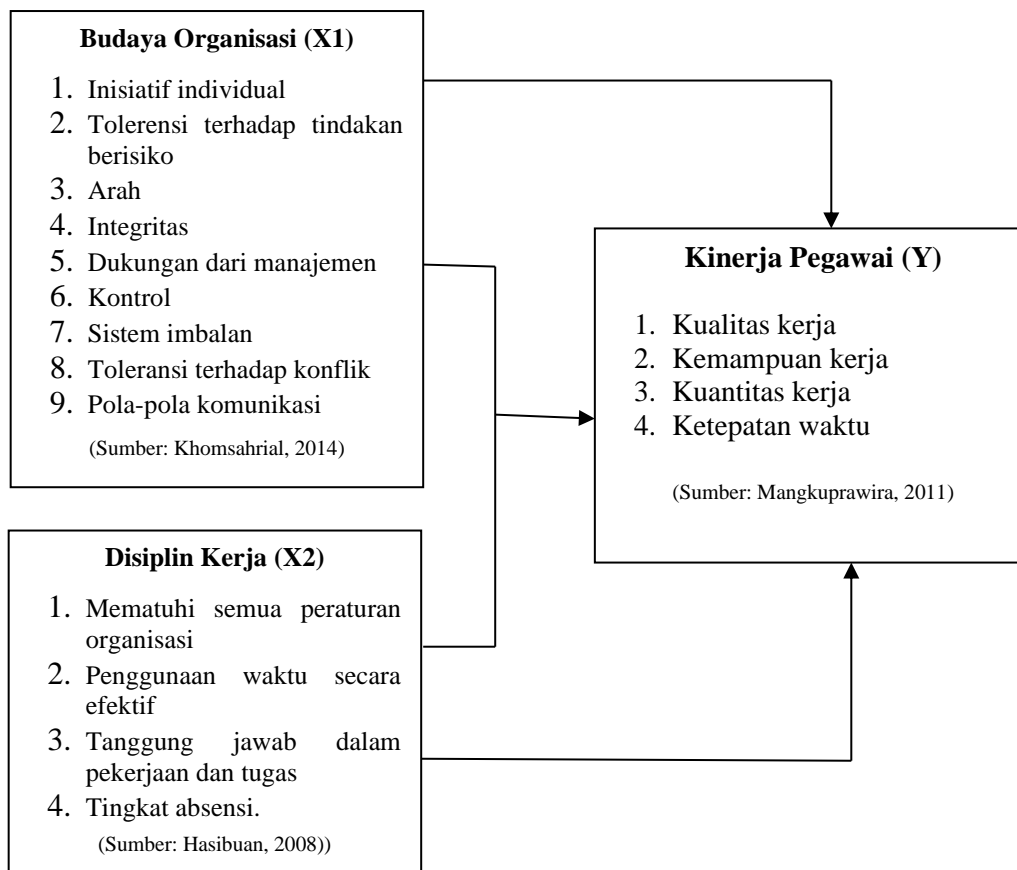 Budaya Organisasi (X1)
1. Inisiatif individual
2. Tolerensi terhadap tindakan
berisiko
3. Arah
4. Integritas
5. Dukungan dari manajemen
6. Kontrol
7. Sistem imbalan
8. Toleransi terhadap konflik
9. Pola-pola komunikasi
(Sumber: Khomsahrial, 2014)
Kinerja Pegawai (Y)
1. Kualitas kerja
2. Kemampuan kerja
3. Kuantitas kerja
4. Ketepatan waktu
(Sumber: Mangkuprawira, 2011)
Disiplin Kerja (X2)
1. Mematuhi semua peraturan
organisasi
2. Penggunaan waktu secara
efektif
3. Tanggung jawab dalam
pekerjaan dan tugas
4. Tingkat absensi.
(Sumber: Hasibuan, 2008))